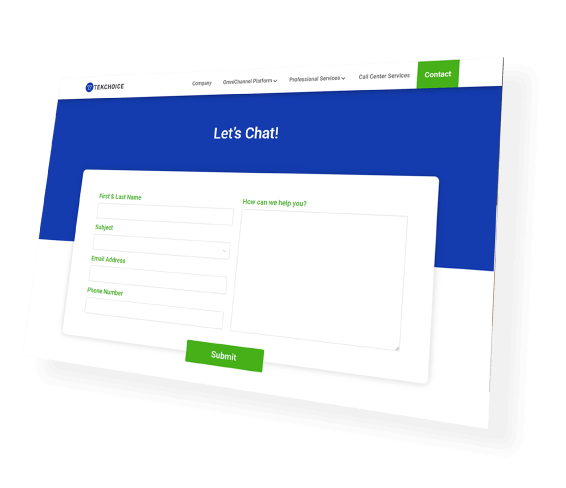 TEKCHOICE
Company OmniChannel Platform Professional Services Call Center Services Contact
Let's Chat!
First & Last Name
How can we help you?
Subject
Email Address
Phone Number
Submit